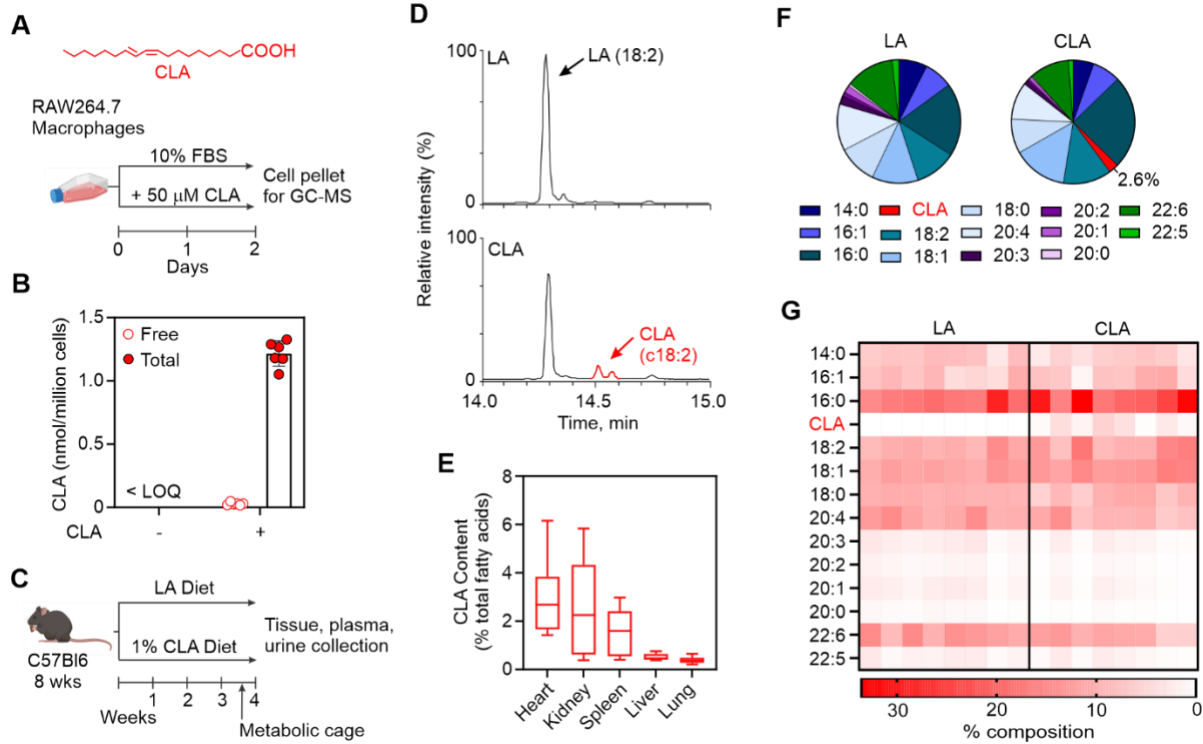 A
COOH
CLA
RAW264.7
Macrophages
10% FBS
+ 50 μM CLA
Cell pellet
for GC-MS
0 1 2
Days
B
CLA (nmol/million cells)
1.5
1.0
0.5
0
Free
Total
< LOQ
CLA - +
C
C57Bl6
8 wks
LA Diet
1% CLA Diet
Tissue, plasma,
urine collection
1 2 3 4
Weeks
Metabolic cage
D
Relative intensity (%)
100
LA
LA (18:2)
0
100
CLA
CLA
(c18:2)
0
14.0 14.5 15.0
Time, min
E
CLA Content
(% total fatty acids)
8
6
4
2
0
Heart Kidney Spleen Liver Lung
F
LA CLA
2.6%
14:0 CLA 18:0 20:2 22:6
16:1 18:2 20:4 20:1 22:5
16:0 18:1 20:3 20:0
G
LA CLA
14:0
16:1
16:0
CLA
18:2
18:1
18:0
20:4
20:3
20:2
20:1
20:0
22:6
22:5
30 20 10 0
% composition